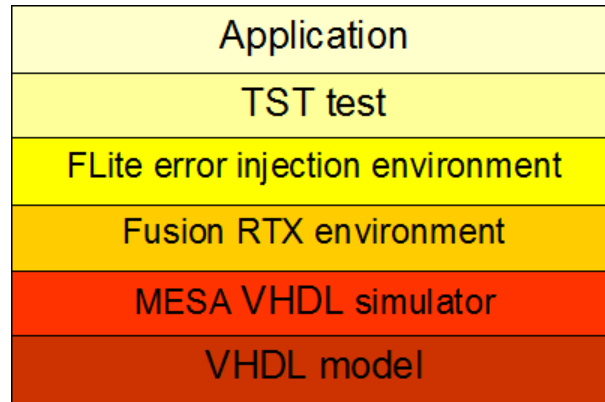 Application
TST test
FLite error injection environment
Fusion RTX environment
MESA VHDL simulator
VHDL model